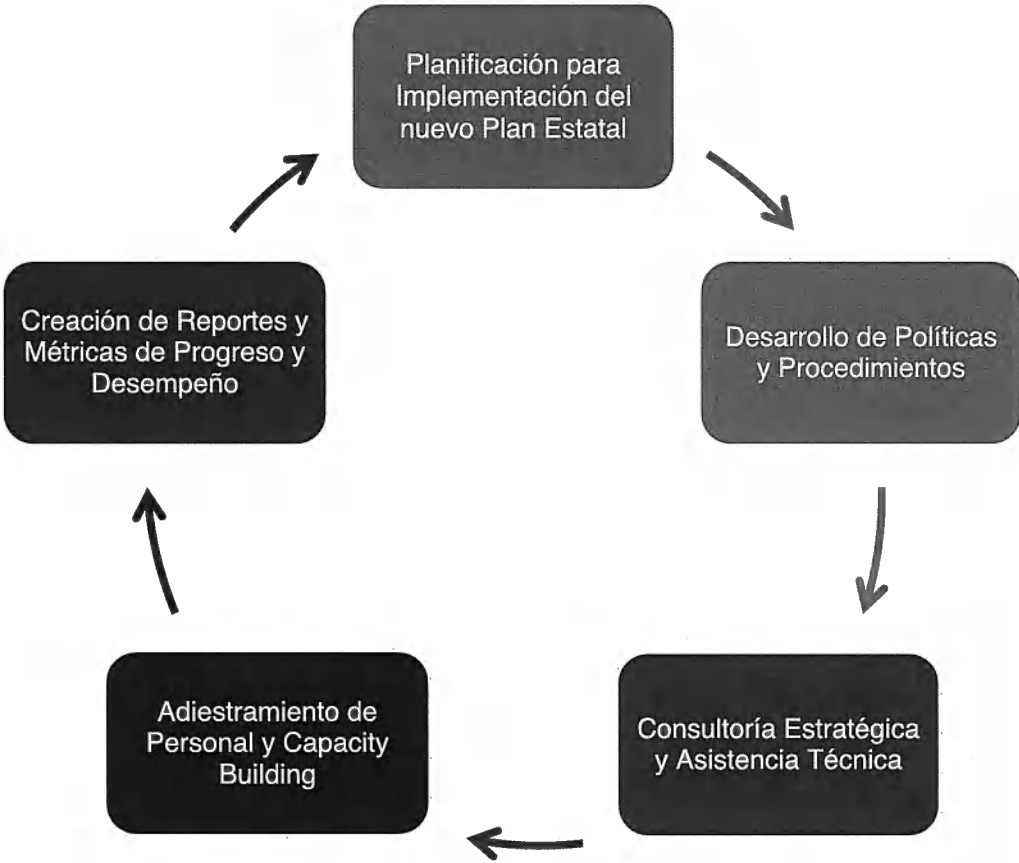 Planificación para
Implementación del
nuevo Plan Estatal
Desarrollo de Políticas
y Procedimientos
Consultoría Estratégica
y Asistencia Técnica
Adiestramiento de
Personal y Capacity
Building
Creación de Reportes y
Métricas de Progreso y
Desempeño